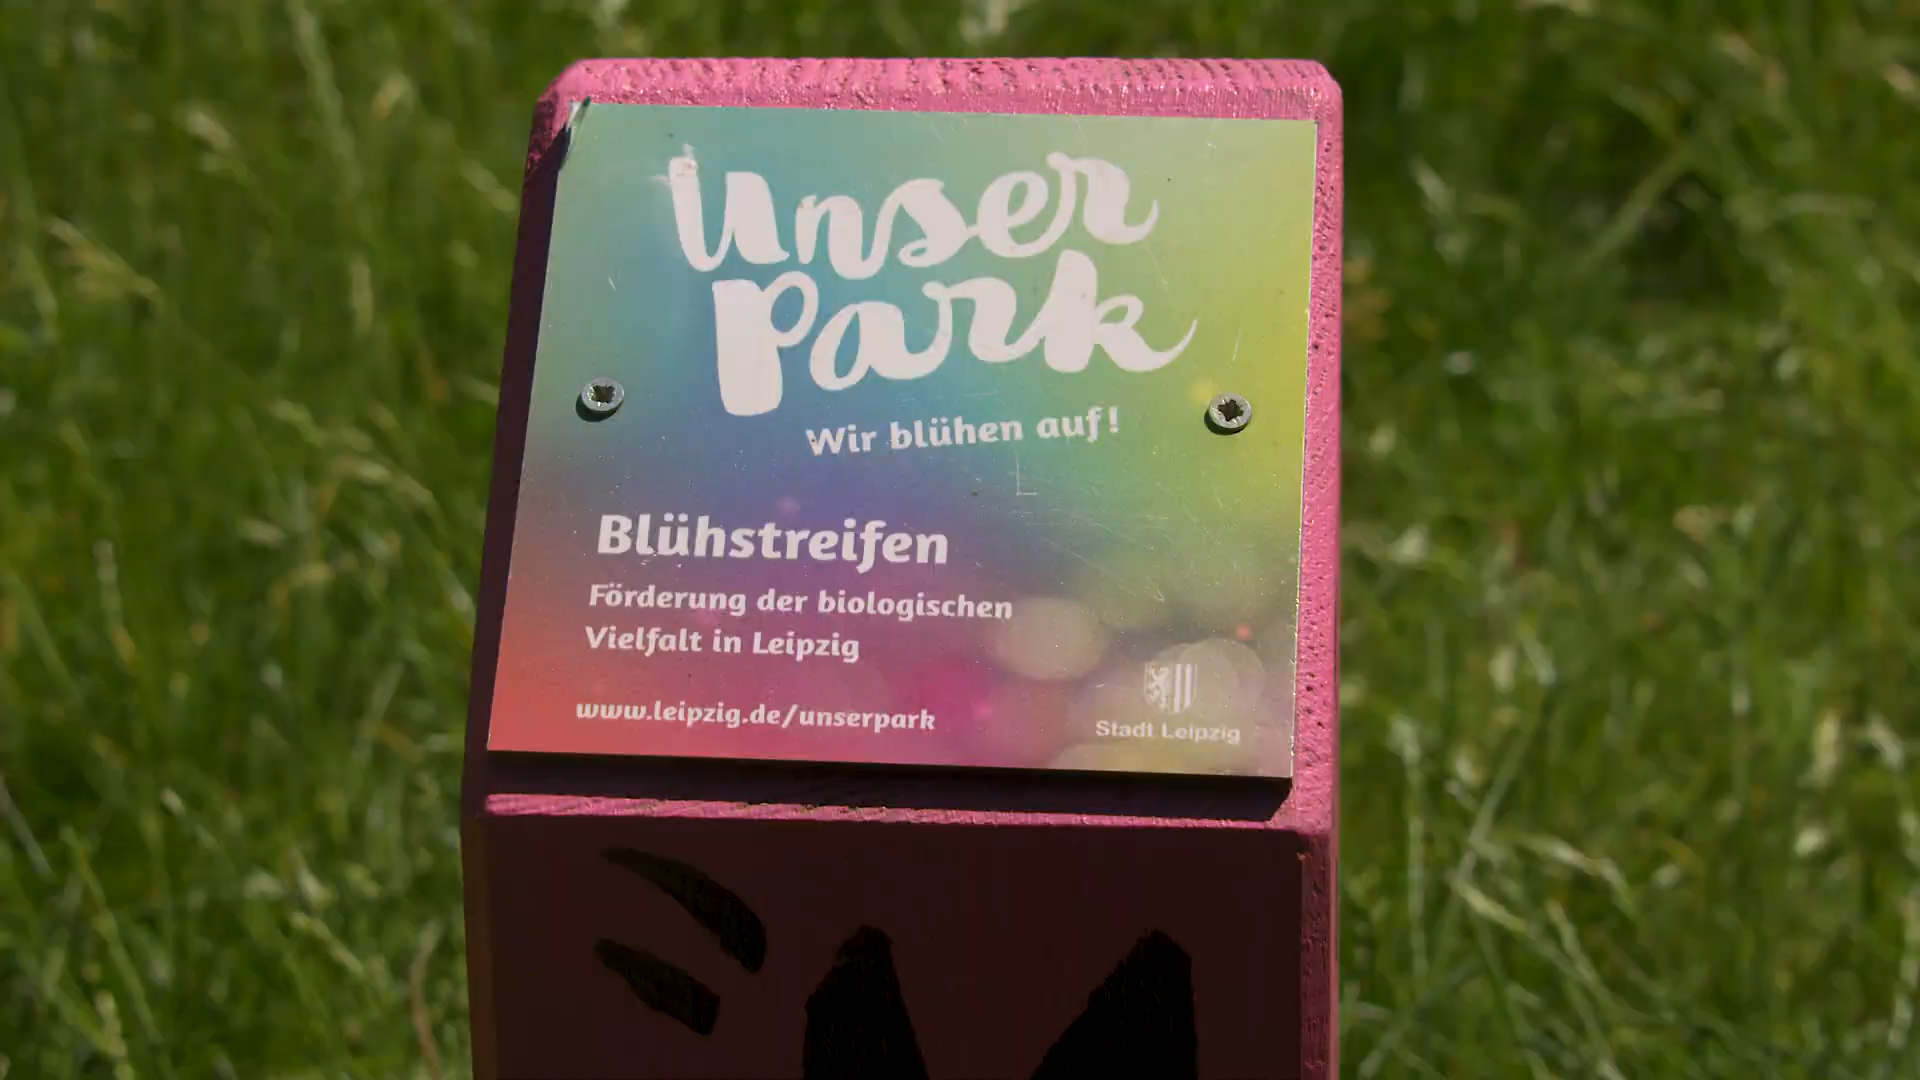 Unser
Park
Wir blühen auf!
Blühstreifen
Förderung der biologischen
Vielfalt in Leipzig
www.leipzig.de/unserpark
Stadt Leipzig